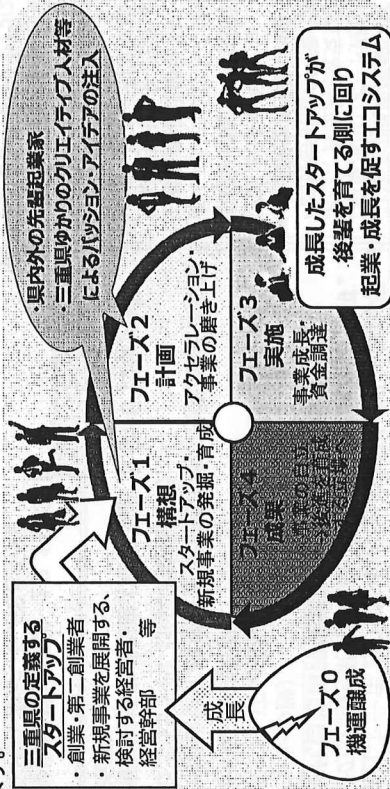 す。
三重県の定義する
スタートアップ
・創業・第二創業者
・新規事業を展開する、
検討する経営者・
経営幹部 等
成長
フェーズ0
機運醸成
フェーズ1
構想
スタートアップ・
新規事業の発掘・育成
フェーズ2
計画
アクセラレーション・
事業の磨き上げ
フェーズ3
実施
事業成長・
資金調達
フェーズ4
成果
・県内外の先輩起業家
・三重県ゆかりのクリエイティブ人材等
によるパッション・アイデアの注入
成長したスタートアップが
後輩を育てる側に回り
起業・成長を促すエコシステム